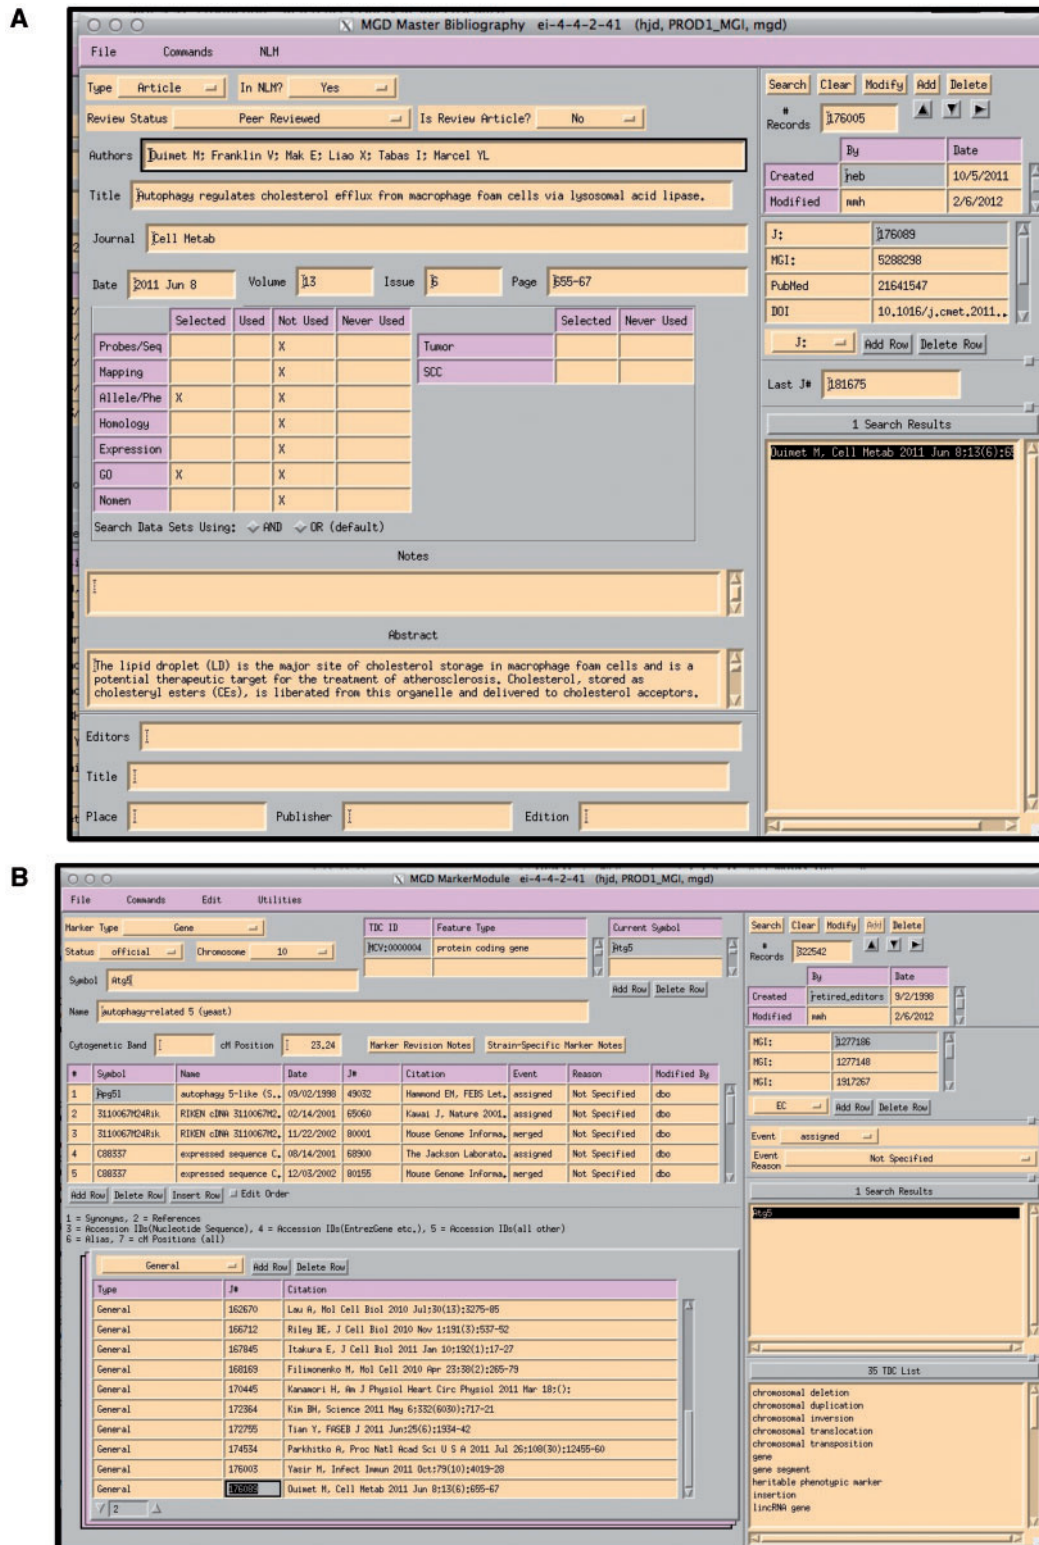 A
MGD Master Bibliography ei-4-4-2-41 (hjd, PROD1_MGI, mgd)
File Commands NLM
Type Article In NLM? Yes
Review Status Peer Reviewed Is Review Article? No
Authors Ouimet M; Franklin V; Mak E; Liao X; Tabas I; Marcel YL
Title Autophagy regulates cholesterol efflux from macrophage foam cells via lysosomal acid lipase.
Journal Cell Metab
Date 2011 Jun 8 Volume 13 Issue 6 Page 655-67
Selected Used Not Used Never Used Selected Never Used
Probes/Seq X Tumor
Mapping X SCC
Allele/Phe X X
Homology X
Expression X
GO X X
Nomen X
Search Data Sets Using: AND OR (default)
Notes
Abstract
The lipid droplet (LD) is the major site of cholesterol storage in macrophage foam cells and is a
potential therapeutic target for the treatment of atherosclerosis. Cholesterol, stored as
cholesteryl esters (CEs), is liberated from this organelle and delivered to cholesterol acceptors.
Editors
Title
Place Publisher Edition
Search Clear Modify Add Delete
# Records 176005
By Date
Created neb 10/5/2011
Modified mmh 2/6/2012
J: 176089
MGI: 5288298
PubMed 21641547
DOI 10.1016/j.cmet.2011..
J: Add Row Delete Row
Last J# 181675
1 Search Results
Ouimet M, Cell Metab 2011 Jun 8;13(6):65
B
MGD MarkerModule ei-4-4-2-41 (hjd, PROD1_MGI, mgd)
File Commands Edit Utilities
Marker Type Gene
Status official Chromosome 10
Symbol Atg5
Name autophagy-related 5 (yeast)
TDC ID Feature Type
MCV:0000004 protein coding gene
Current Symbol
Atg5
Add Row Delete Row
Cytogenetic Band cM Position 23.24 Marker Revision Notes Strain-Specific Marker Notes
# Symbol Name Date J# Citation Event Reason Modified By
1 Apg5l autophagy 5-like (S.. 09/02/1998 49032 Hammond EM, FEBS Let. assigned Not Specified dbo
2 3110067M24Rik RIKEN cDNA 3110067M2. 02/14/2001 65060 Kawai J, Nature 2001. assigned Not Specified dbo
3 3110067M24Rik RIKEN cDNA 3110067M2. 11/22/2002 80001 Mouse Genome Informa. merged Not Specified dbo
4 C88337 expressed sequence C. 08/14/2001 68900 The Jackson Laborato. assigned Not Specified dbo
5 C88337 expressed sequence C. 12/03/2002 80155 Mouse Genome Informa. merged Not Specified dbo
Add Row Delete Row Insert Row Edit Order
1 = Synonyms, 2 = References
3 = Accession IDs(Nucleotide Sequence), 4 = Accession IDs(EntrezGene etc.), 5 = Accession IDs(all other)
6 = Alias, 7 = cM Positions (all)
General Add Row Delete Row
Type J# Citation
General 162670 Lau A, Mol Cell Biol 2010 Jul;30(13):3275-85
General 166712 Riley BE, J Cell Biol 2010 Nov 1;191(3):537-52
General 167845 Itakura E, J Cell Biol 2011 Jan 10;192(1):17-27
General 168169 Filimonenko M, Mol Cell 2010 Apr 23;38(2):265-79
General 170445 Kanamori H, Am J Physiol Heart Circ Physiol 2011 Mar 18;():
General 172364 Kim BH, Science 2011 May 6;332(6030):717-21
General 172755 Tian Y, FASEB J 2011 Jun;25(6):1934-42
General 174534 Parkhitko A, Proc Natl Acad Sci U S A 2011 Jul 26;108(30):12455-60
General 176003 Yasir M, Infect Immun 2011 Oct;79(10):4019-28
General 176089 Ouimet M, Cell Metab 2011 Jun 8;13(6):655-67
2
Search Clear Modify Add Delete
# Records 322542
By Date
Created retired_editors 9/2/1998
Modified mmh 2/6/2012
MGI: 1277186
MGI: 1277148
MGI: 1917267
EC Add Row Delete Row
Event assigned
Event Reason Not Specified
1 Search Results
Atg5
35 TDC List
chromosomal deletion
chromosomal duplication
chromosomal inversion
chromosomal translocation
chromosomal transposition
gene
gene segment
heritable phenotypic marker
insertion
lincRNA gene